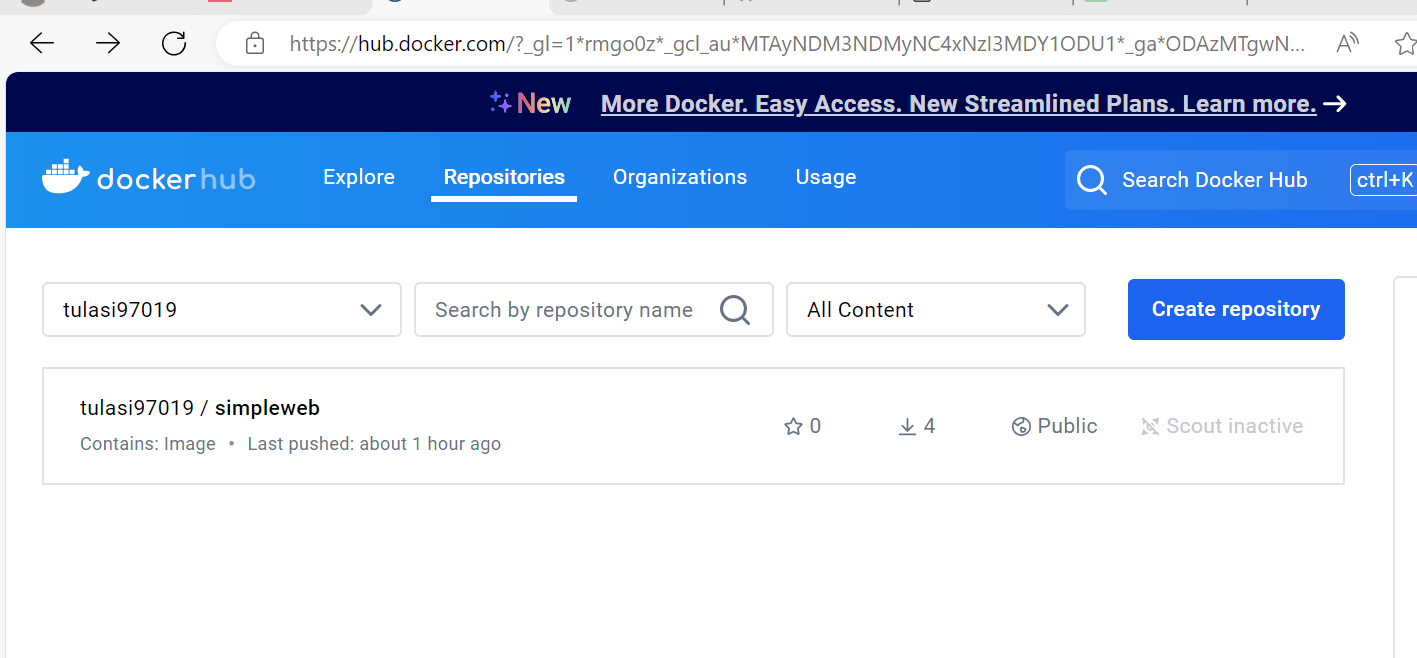 https://hub.docker.com/?_gl=1*rmgo0z*_gcl_au*MTAyNDM3NDMyNC4xNzI3MDY1ODU1*_ga*ODAzMTgwN...
New More Docker. Easy Access. New Streamlined Plans. Learn more. →
dockerhub Explore Repositories Organizations Usage Search Docker Hub ctrl+K
tulasi97019 Search by repository name All Content Create repository
tulasi97019 / simpleweb
Contains: Image • Last pushed: about 1 hour ago
0 4 Public Scout inactive